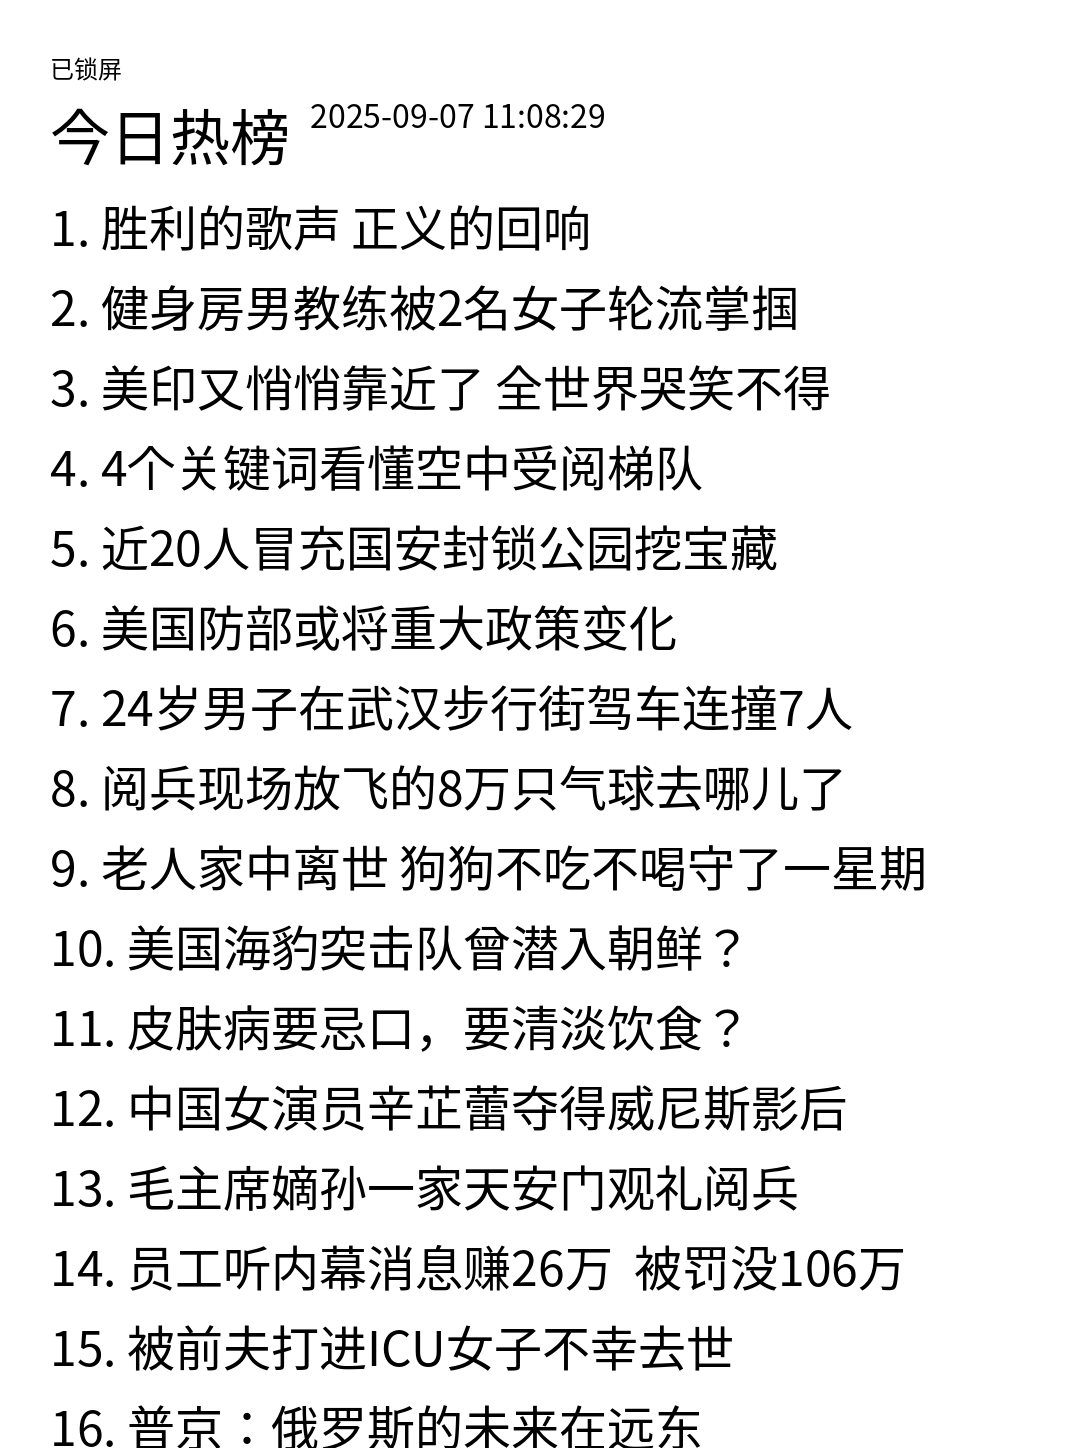 已锁屏
今日热榜 2025-09-07 11:08:29
1. 胜利的歌声 正义的回响
2. 健身房男教练被2名女子轮流掌掴
3. 美印又悄悄靠近了 全世界哭笑不得
4. 4个关键词看懂空中受阅梯队
5. 近20人冒充国安封锁公园挖宝藏
6. 美国防部或将重大政策变化
7. 24岁男子在武汉步行街驾车连撞7人
8. 阅兵现场放飞的8万只气球去哪儿了
9. 老人家中离世 狗狗不吃不喝守了一星期
10. 美国海豹突击队曾潜入朝鲜？
11. 皮肤病要忌口，要清淡饮食？
12. 中国女演员辛芷蕾夺得威尼斯影后
13. 毛主席嫡孙一家天安门观礼阅兵
14. 员工听内幕消息赚26万  被罚没106万
15. 被前夫打进ICU女子不幸去世
16. 普京：俄罗斯的未来在远东